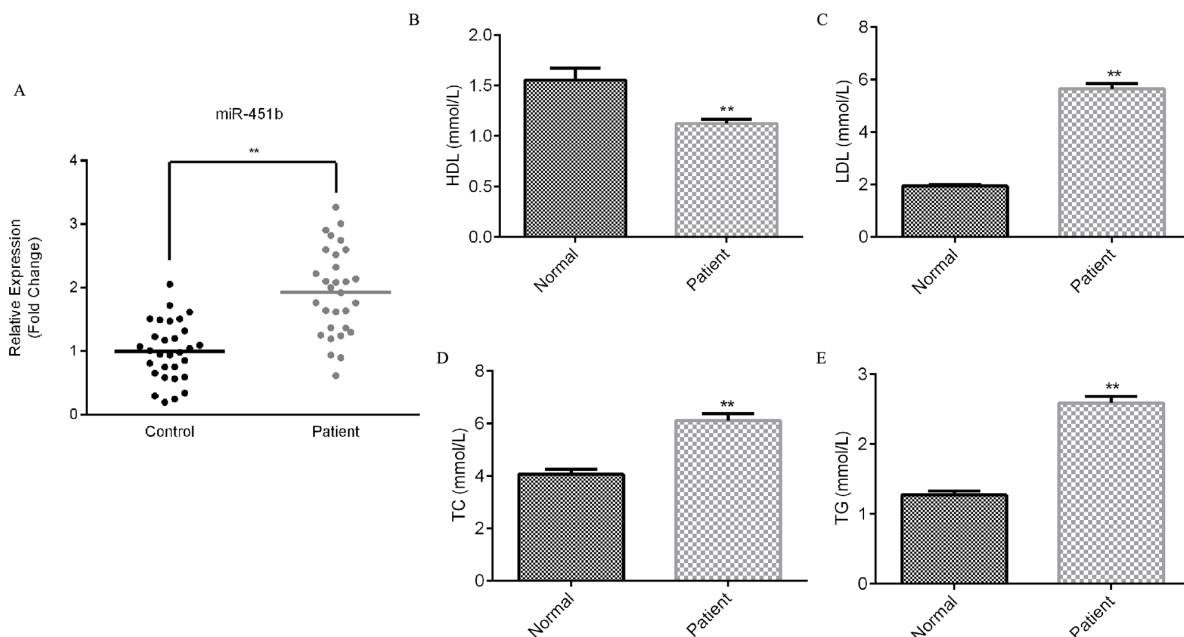 A
miR-451b
**
Relative Expression
(Fold Change)
4
3
2
1
0
Control
Patient
B
HDL (mmol/L)
2.0
1.5
1.0
0.5
0.0
**
Normal
Patient
C
LDL (mmol/L)
8
6
4
2
0
**
Normal
Patient
D
TC (mmol/L)
8
6
4
2
0
**
Normal
Patient
E
TG (mmol/L)
3
2
1
0
**
Normal
Patient